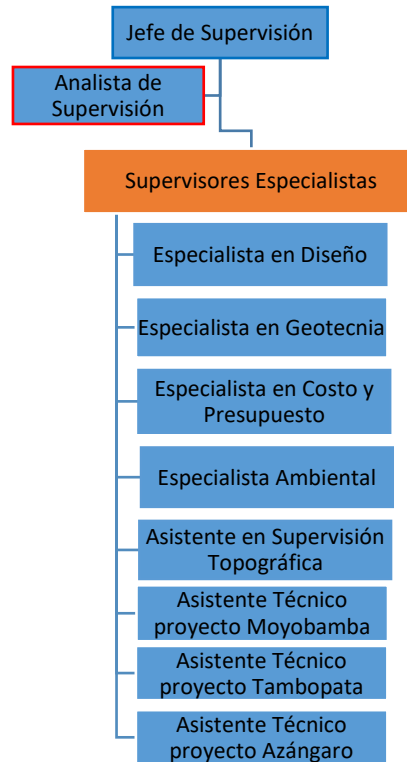 Jefe de Supervisión
Analista de
Supervisión
Supervisores Especialistas
Especialista en Diseño
Especialista en Geotecnia
Especialista en Costo y
Presupuesto
Especialista Ambiental
Asistente en Supervisión
Topográfica
Asistente Técnico
proyecto Moyobamba
Asistente Técnico
proyecto Tambopata
Asistente Técnico
proyecto Azángaro